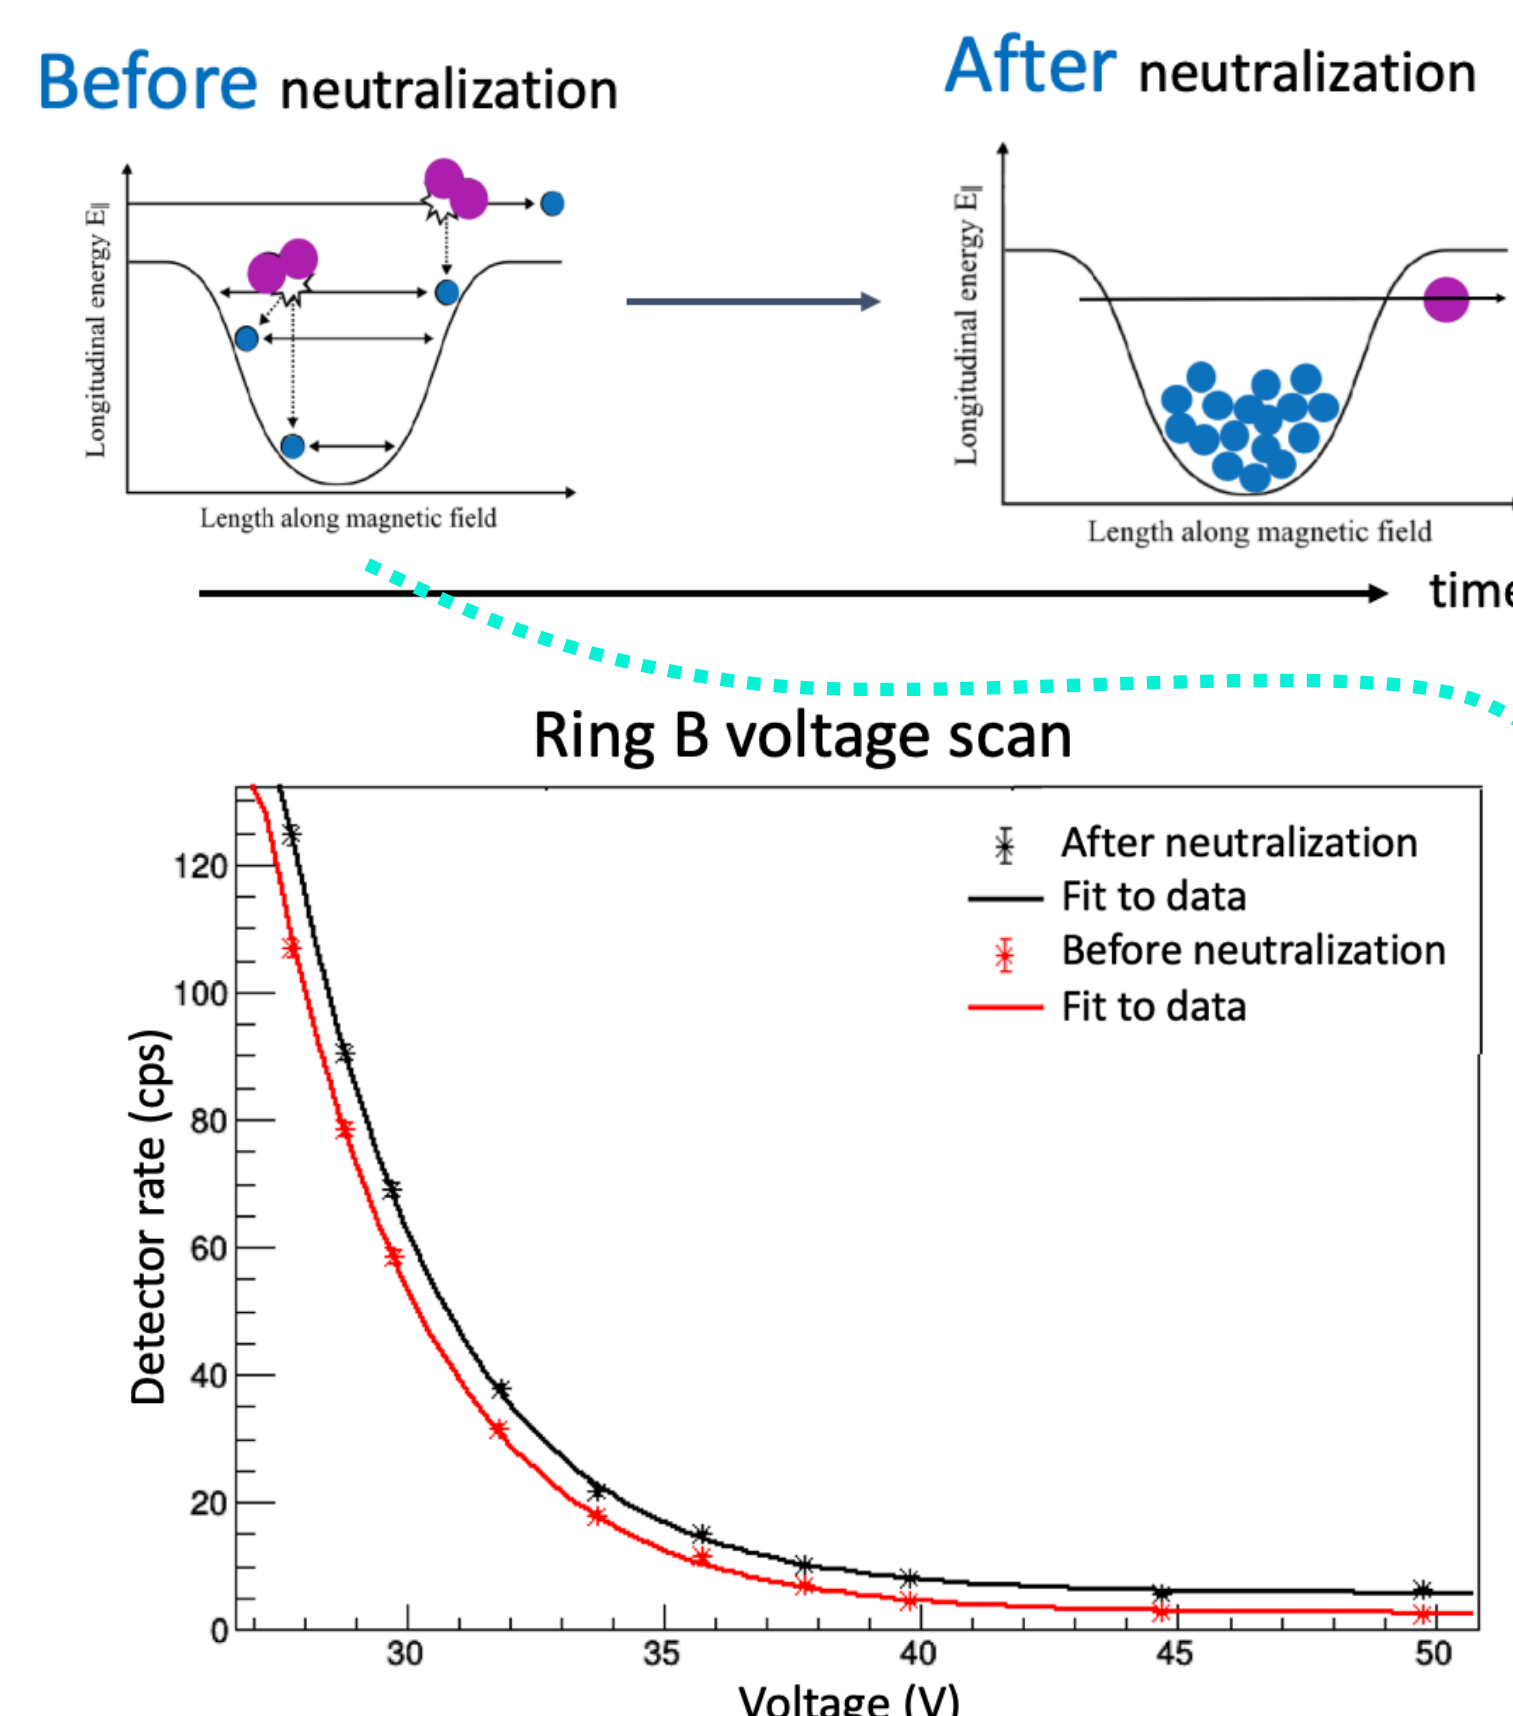 Before neutralization
After neutralization
Longitudinal energy E||
Length along magnetic field
Longitudinal energy E||
Length along magnetic field
time
Ring B voltage scan
After neutralization
Fit to data
Before neutralization
Fit to data
Detector rate (cps)
120
100
80
60
40
20
0
30 35 40 45 50
Voltage (V)